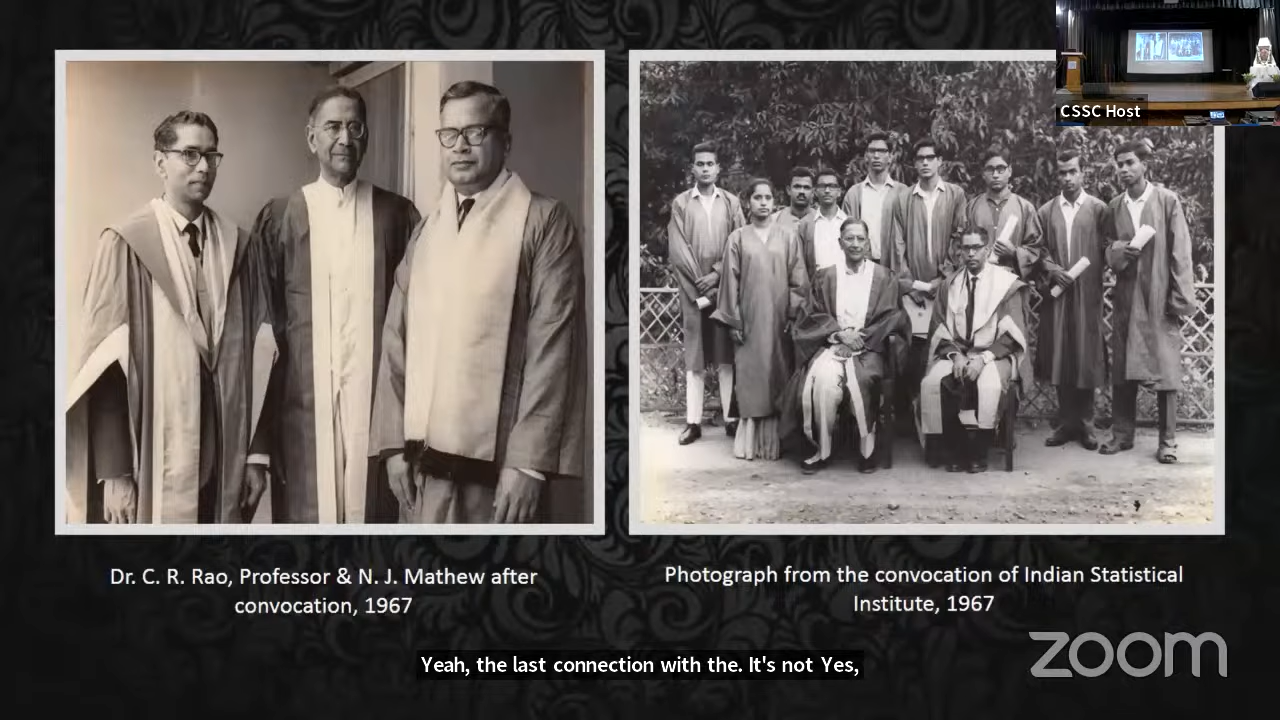 CSSC Host
Dr. C. R. Rao, Professor & N. J. Mathew after
convocation, 1967
Photograph from the convocation of Indian Statistical
Institute, 1967
zoom
Yeah, the last connection with the. It's not Yes,